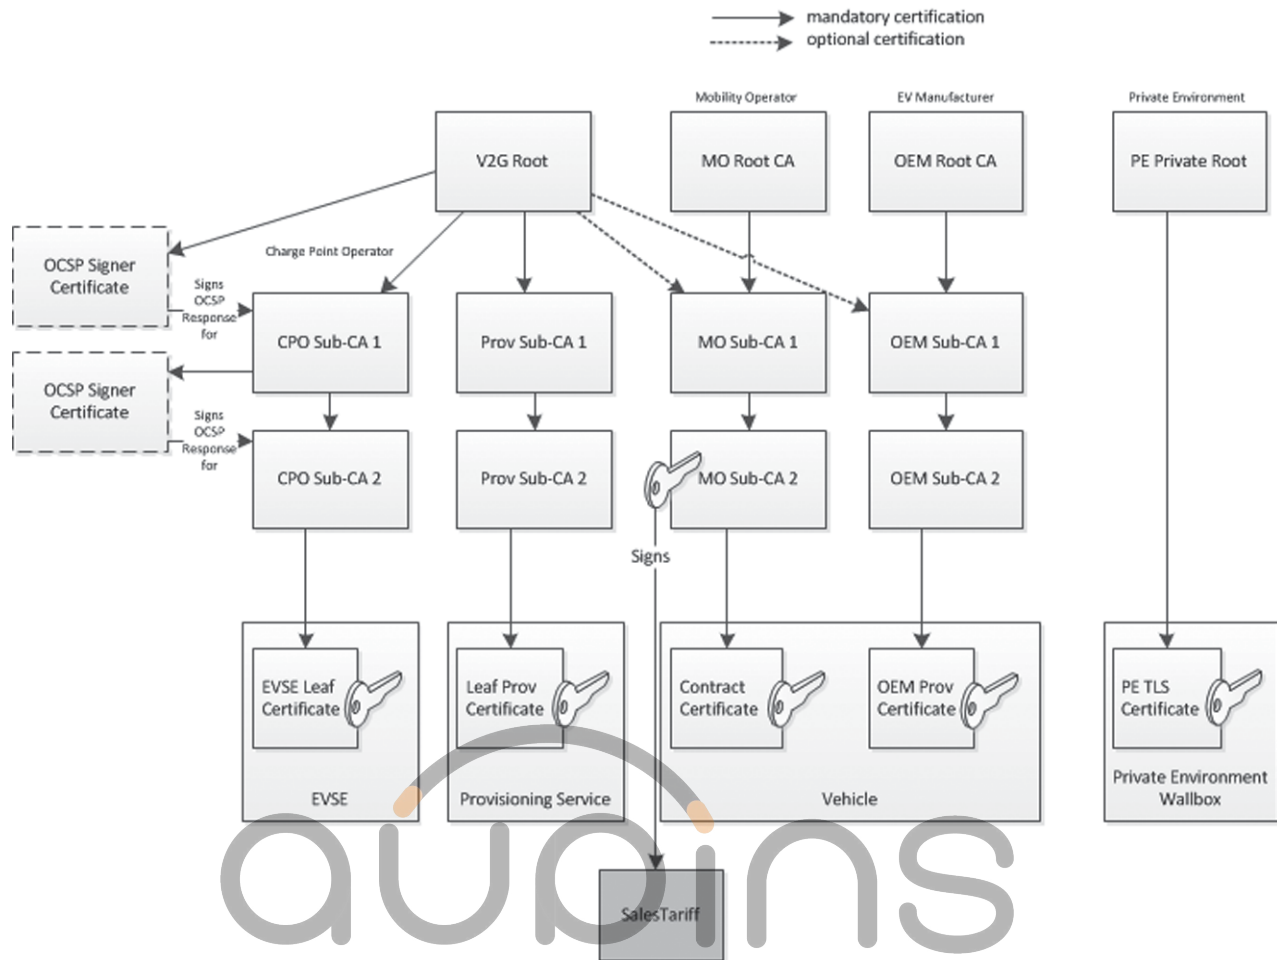 mandatory certification
optional certification
Mobility Operator
EV Manufacturer
Private Environment
V2G Root
MO Root CA
OEM Root CA
PE Private Root
OCSP Signer
Certificate
Charge Point Operator
Signs
OCSP
Response
for
CPO Sub-CA 1
Prov Sub-CA 1
MO Sub-CA 1
OEM Sub-CA 1
OCSP Signer
Certificate
Signs
OCSP
Response
for
CPO Sub-CA 2
Prov Sub-CA 2
MO Sub-CA 2
OEM Sub-CA 2
Signs
EVSE Leaf
Certificate
Leaf Prov
Certificate
Contract
Certificate
OEM Prov
Certificate
PE TLS
Certificate
EVSE
Provisioning Service
Vehicle
Private Environment
Wallbox
SalesTariff